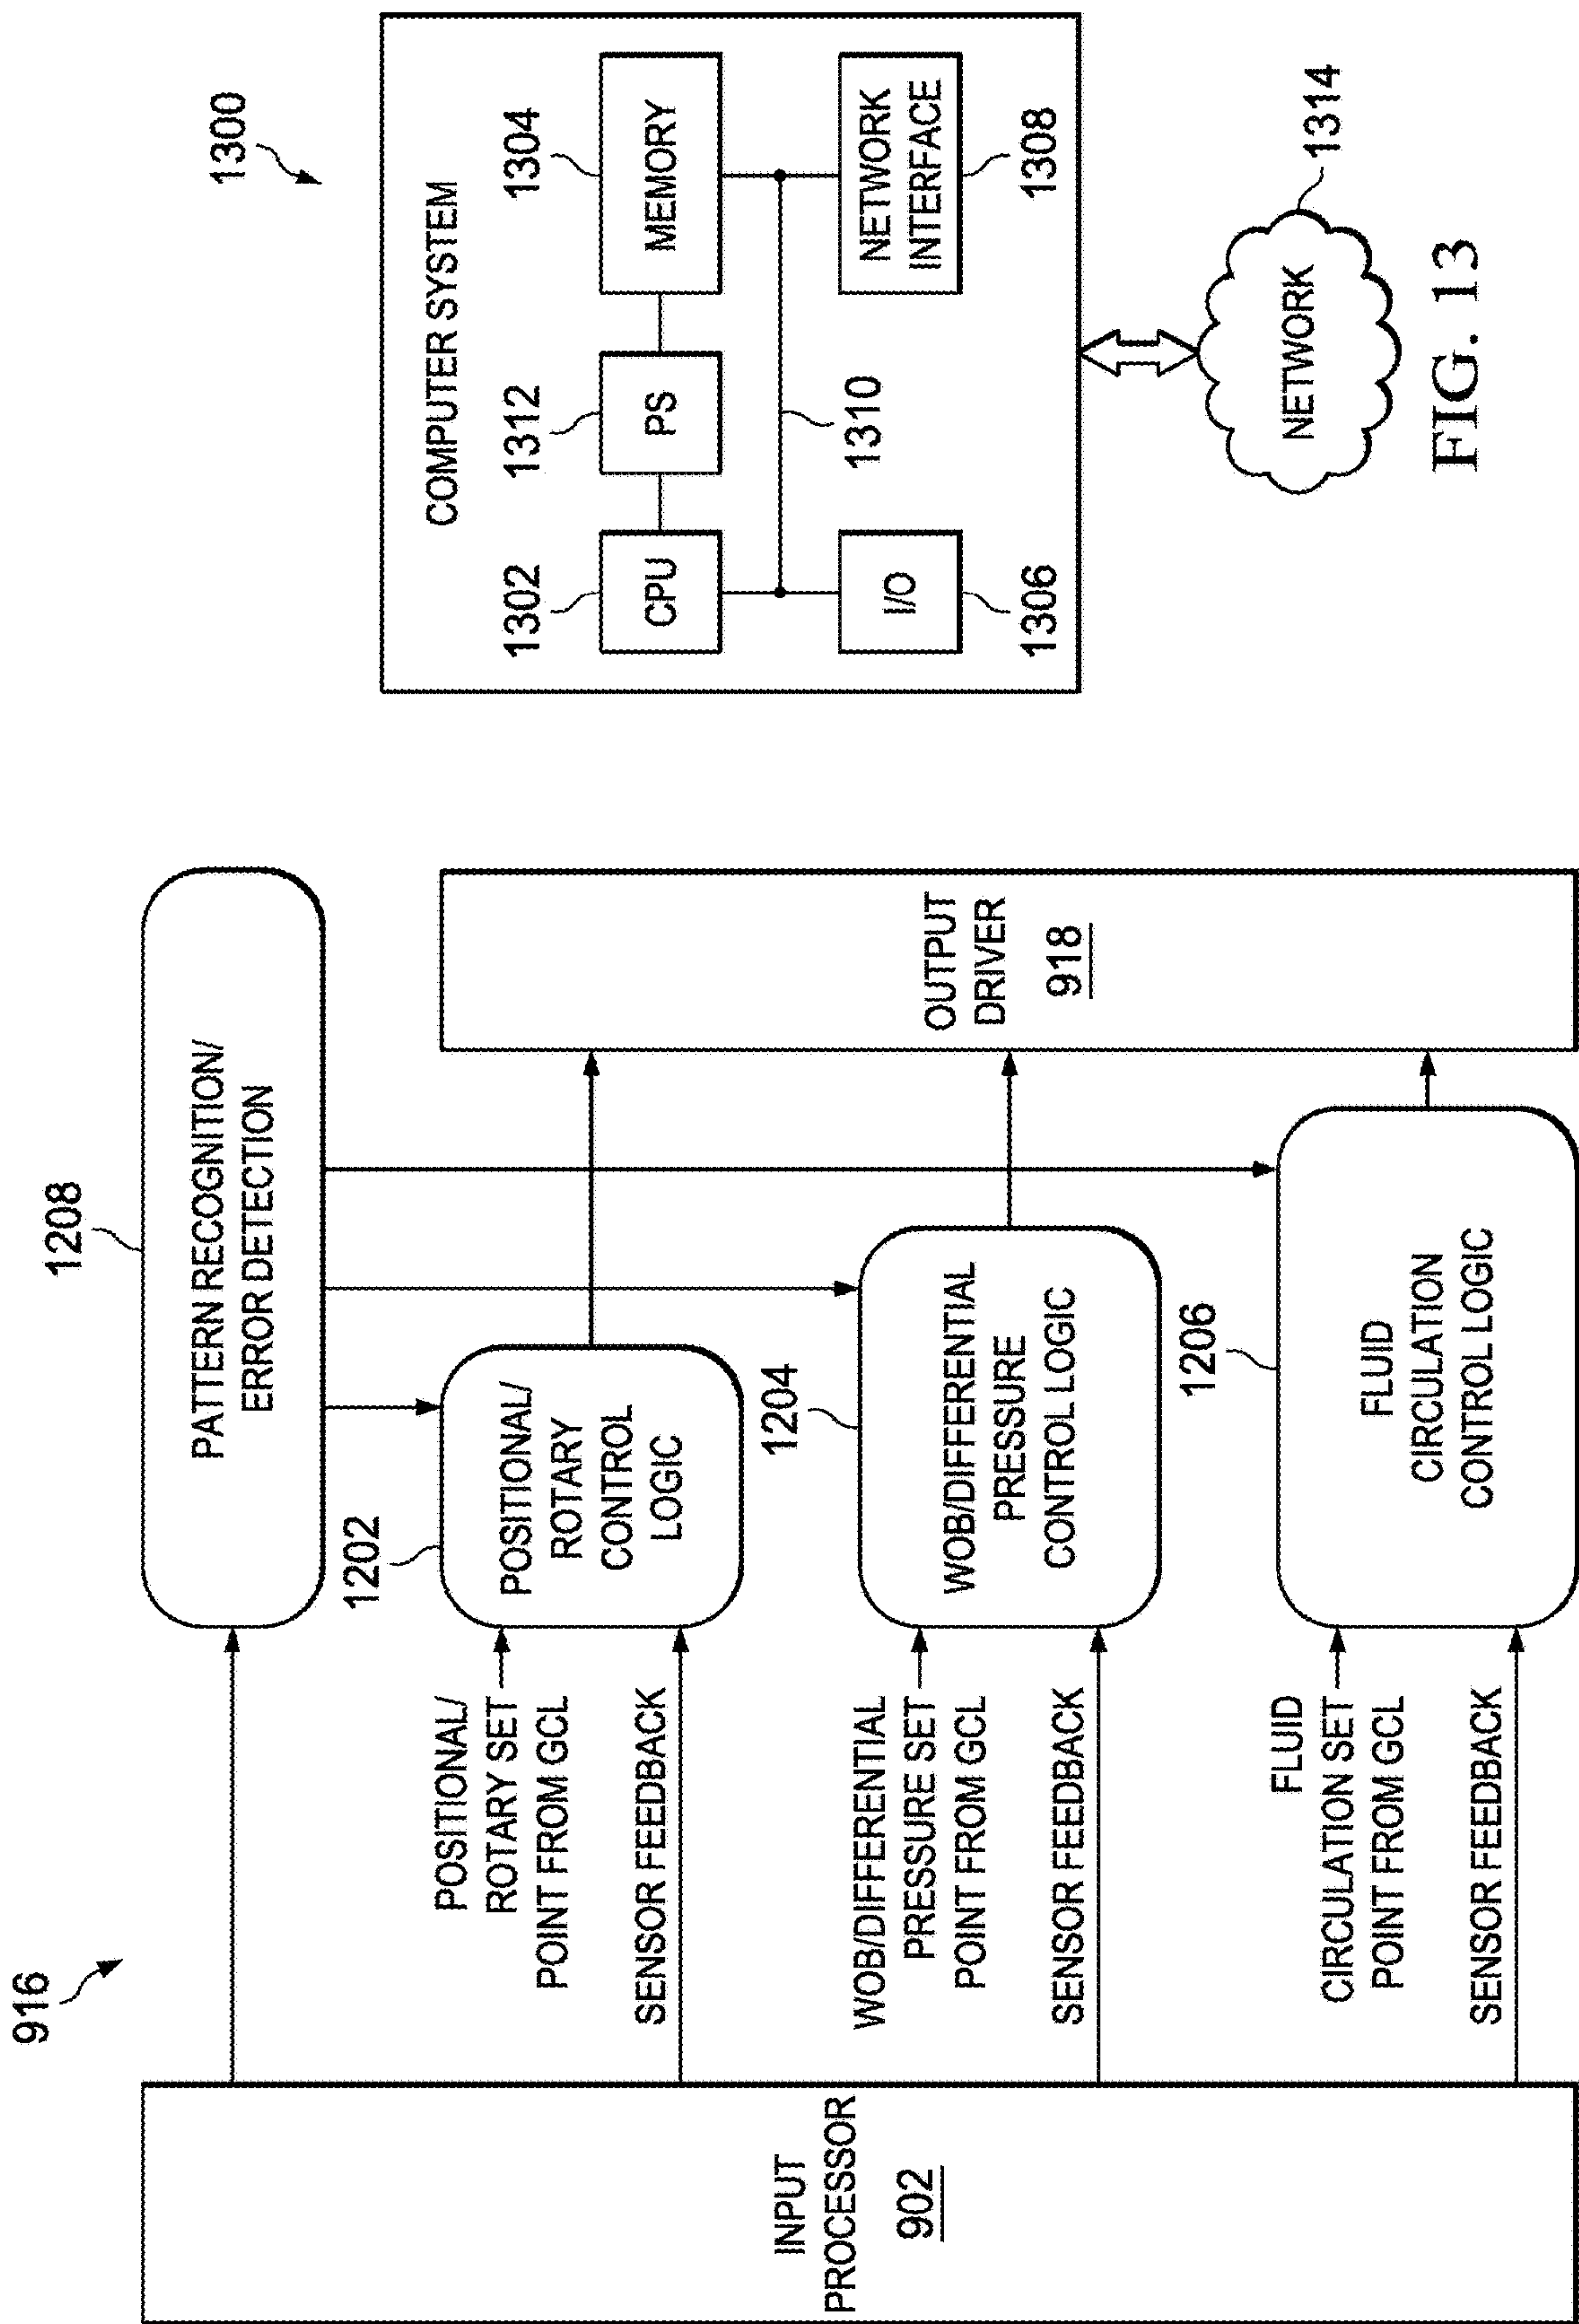 916
INPUT
PROCESSOR
902
1208
PATTERN RECOGNITION/
ERROR DETECTION
POSITIONAL/
ROTARY SET
POINT FROM GCL
SENSOR FEEDBACK
1202
POSITIONAL/
ROTARY
CONTROL
LOGIC
WOB/DIFFERENTIAL
PRESSURE SET
POINT FROM GCL
SENSOR FEEDBACK
1204
WOB/DIFFERENTIAL
PRESSURE
CONTROL LOGIC
FLUID
CIRCULATION SET
POINT FROM GCL
SENSOR FEEDBACK
1206
FLUID
CIRCULATION
CONTROL LOGIC
OUTPUT
DRIVER
918
1300
COMPUTER SYSTEM
1302
1312
1304
CPU
PS
MEMORY
1310
I/O
NETWORK
INTERFACE
1306
1308
NETWORK
1314
FIG. 13